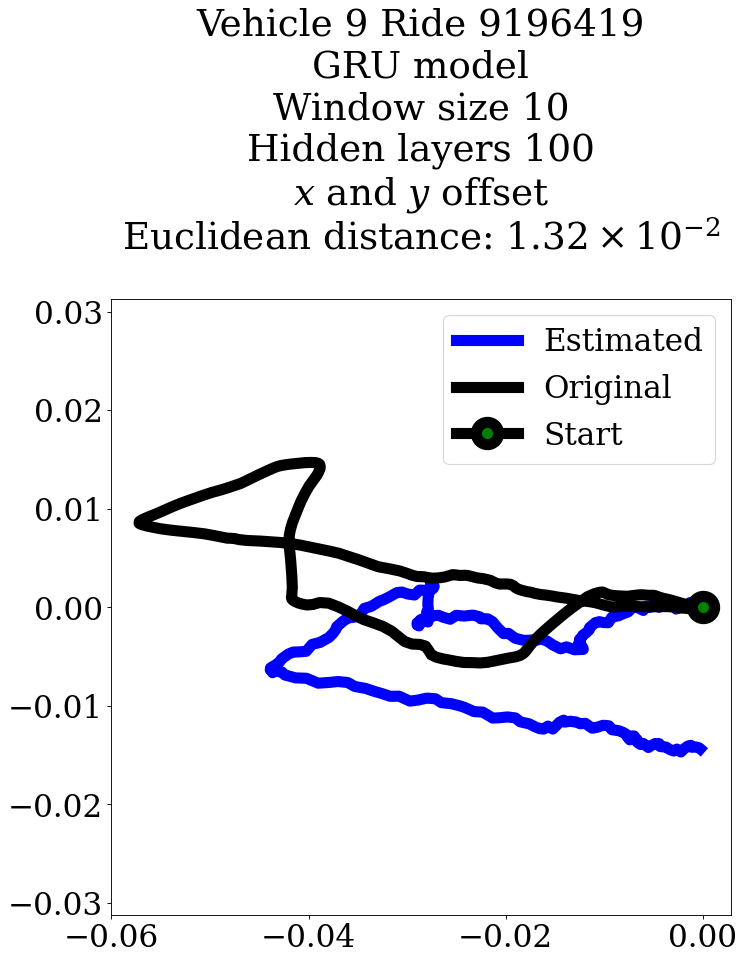 Vehicle 9 Ride 9196419
GRU model
Window size 10
Hidden layers 100
x and y offset
Euclidean distance: 1.32 × 10⁻²
0.03
0.02
0.01
0.00
−0.01
−0.02
−0.03
Estimated
Original
Start
−0.06
−0.04
−0.02
0.00